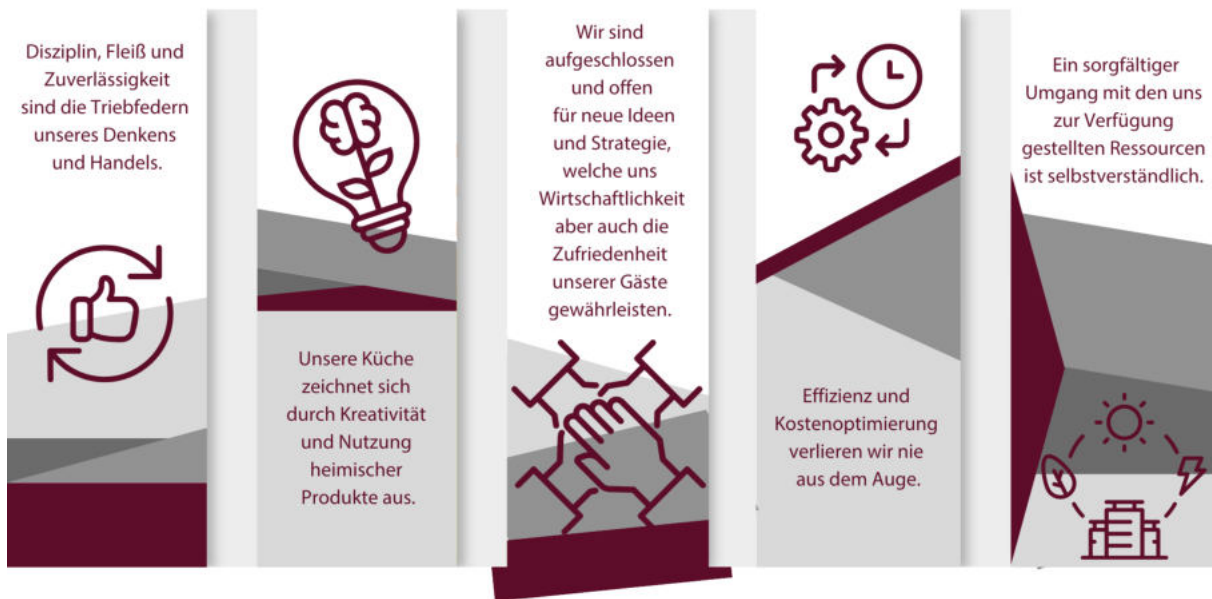 Disziplin, Fleiß und
Zuverlässigkeit
sind die Triebfedern
unseres Denkens
und Handels.
Unsere Küche
zeichnet sich
durch Kreativität
und Nutzung
heimischer
Produkte aus.
Wir sind
aufgeschlossen
und offen
für neue Ideen
und Strategie,
welche uns
Wirtschaftlichkeit
aber auch die
Zufriedenheit
unserer Gäste
gewährleisten.
Effizienz und
Kostenoptimierung
verlieren wir nie
aus dem Auge.
Ein sorgfältiger
Umgang mit den uns
zur Verfügung
gestellten Ressourcen
ist selbstverständlich.